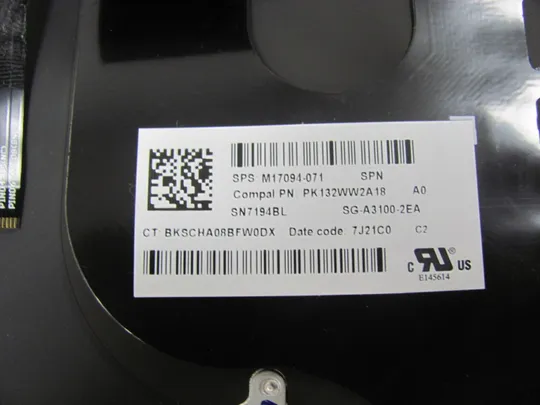 SPS M17094-071 SPN
Compal PN: PK132WW2A18 A0
SN7194BL SG-A3100-2EA
CT: BKSCHA08BFW0DX Date code: 7J21C0 C2
c RU US
E145614